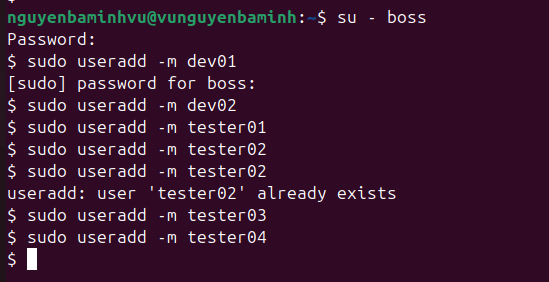 nguyenbaminhvu@vunguyenbaminh:~$ su - boss
Password:
$ sudo useradd -m dev01
[sudo] password for boss:
$ sudo useradd -m dev02
$ sudo useradd -m tester01
$ sudo useradd -m tester02
$ sudo useradd -m tester02
useradd: user 'tester02' already exists
$ sudo useradd -m tester03
$ sudo useradd -m tester04
$